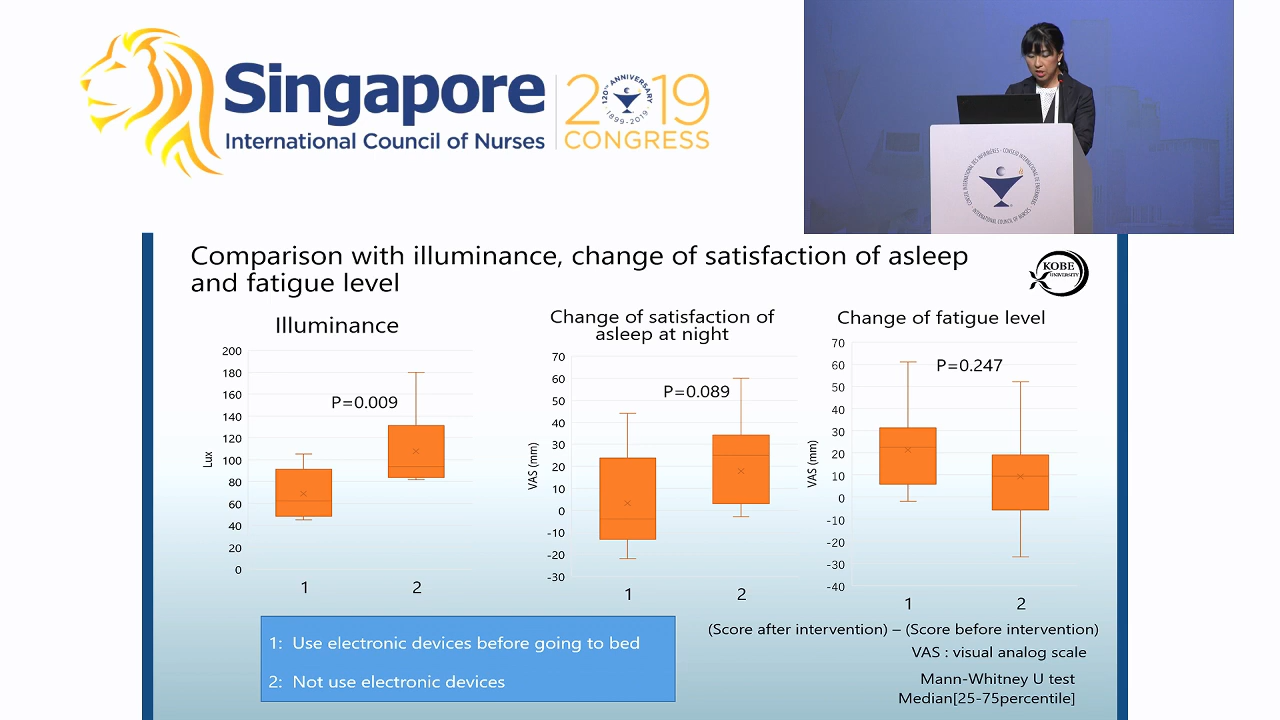 Singapore
International Council of Nurses
2019
CONGRESS
120TH ANNIVERSARY
1899-2019
INTERNATIONAL COUNCIL OF NURSES
Comparison with illuminance, change of satisfaction of asleep
and fatigue level
KOBE
UNIVERSITY
Illuminance
200
180
160
140
120
100
80
60
40
20
0
Lux
P=0.009
1
2
Change of satisfaction of
asleep at night
70
60
50
40
30
20
10
0
-10
-20
-30
VAS (mm)
P=0.089
1
2
Change of fatigue level
70
60
50
40
30
20
10
0
-10
-20
-30
-40
VAS (mm)
P=0.247
1
2
1: Use electronic devices before going to bed
2: Not use electronic devices
(Score after intervention) – (Score before intervention)
VAS : visual analog scale
Mann-Whitney U test
Median[25-75percentile]